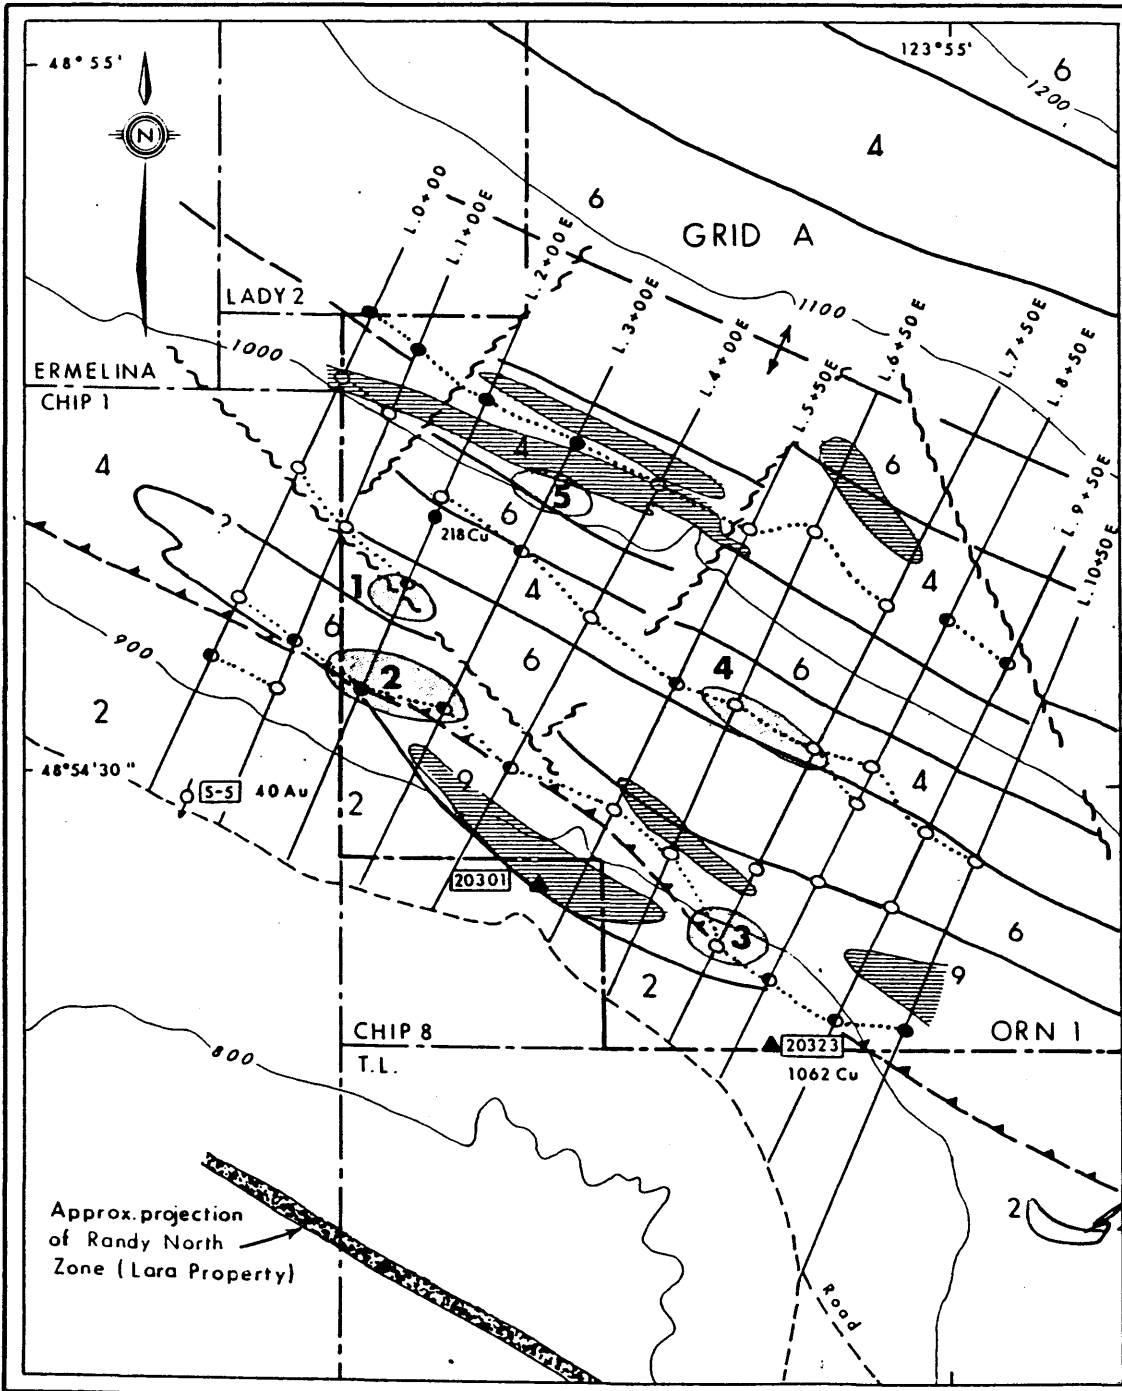 48° 55'
123° 55'
6
1200
N
4
6
GRID A
L.0+00
L.1+00E
L.2+00E
L.3+00E
L.4+00E
L.5+50E
L.6+50E
L.7+50E
L.8+50E
L.9+50E
L.10+50E
1100
LADY 2
1000
ERMELINA
CHIP 1
4
4
6
5
6
218 Cu
?
1
4
4
6
900
6
2
4
6
2
4
48° 54' 30"
S-5 40 Au
9
2
20301
3
6
2
9
CHIP 8
ORN 1
T.L.
20323
1062 Cu
800
2
Approx. projection
of Randy North
Zone (Lara Property)
Road